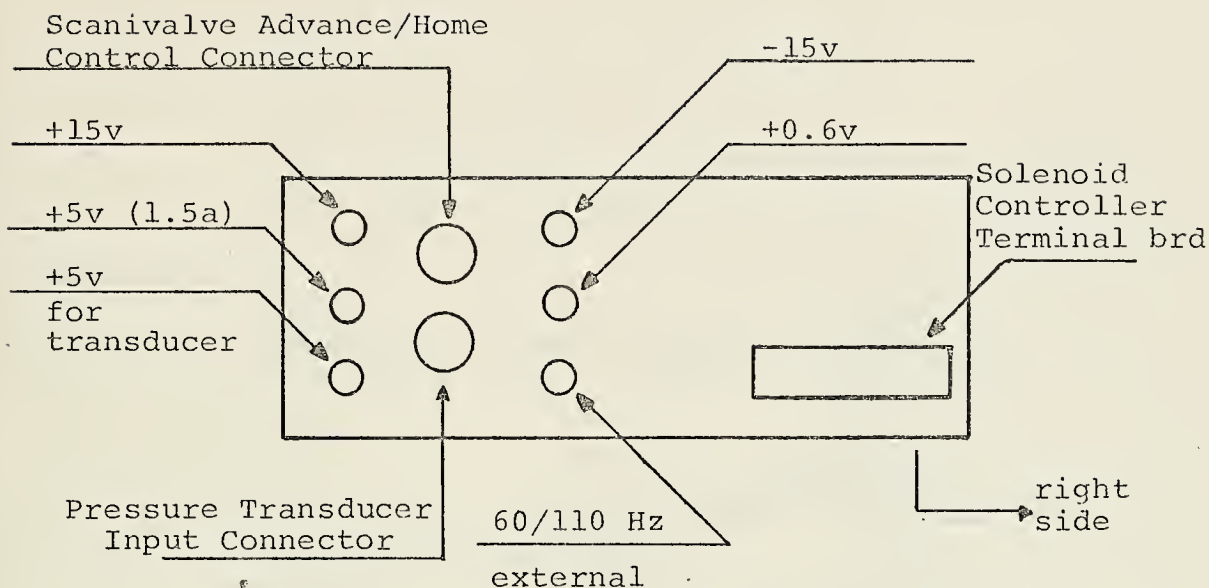 Scanivalve Advance/Home
Control Connector
-15v
+15v
+0.6v
Solenoid
Controller
Terminal brd
+5v (1.5a)
+5v
for
transducer
Pressure Transducer
Input Connector
60/110 Hz
external
right
side